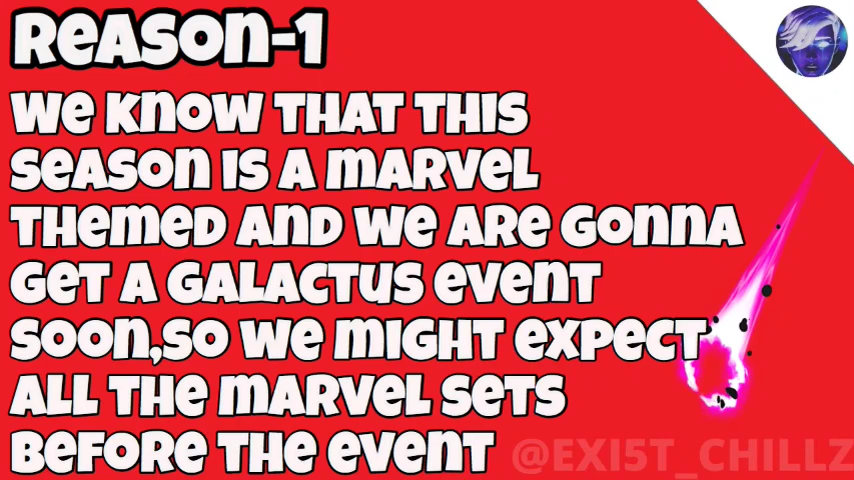 Reason-1
We know that this
season is a marvel
themed and we are gonna
get a galactus event
soon,so we might expect
all the marvel sets
before the event
@EXI5T_CHILLZ